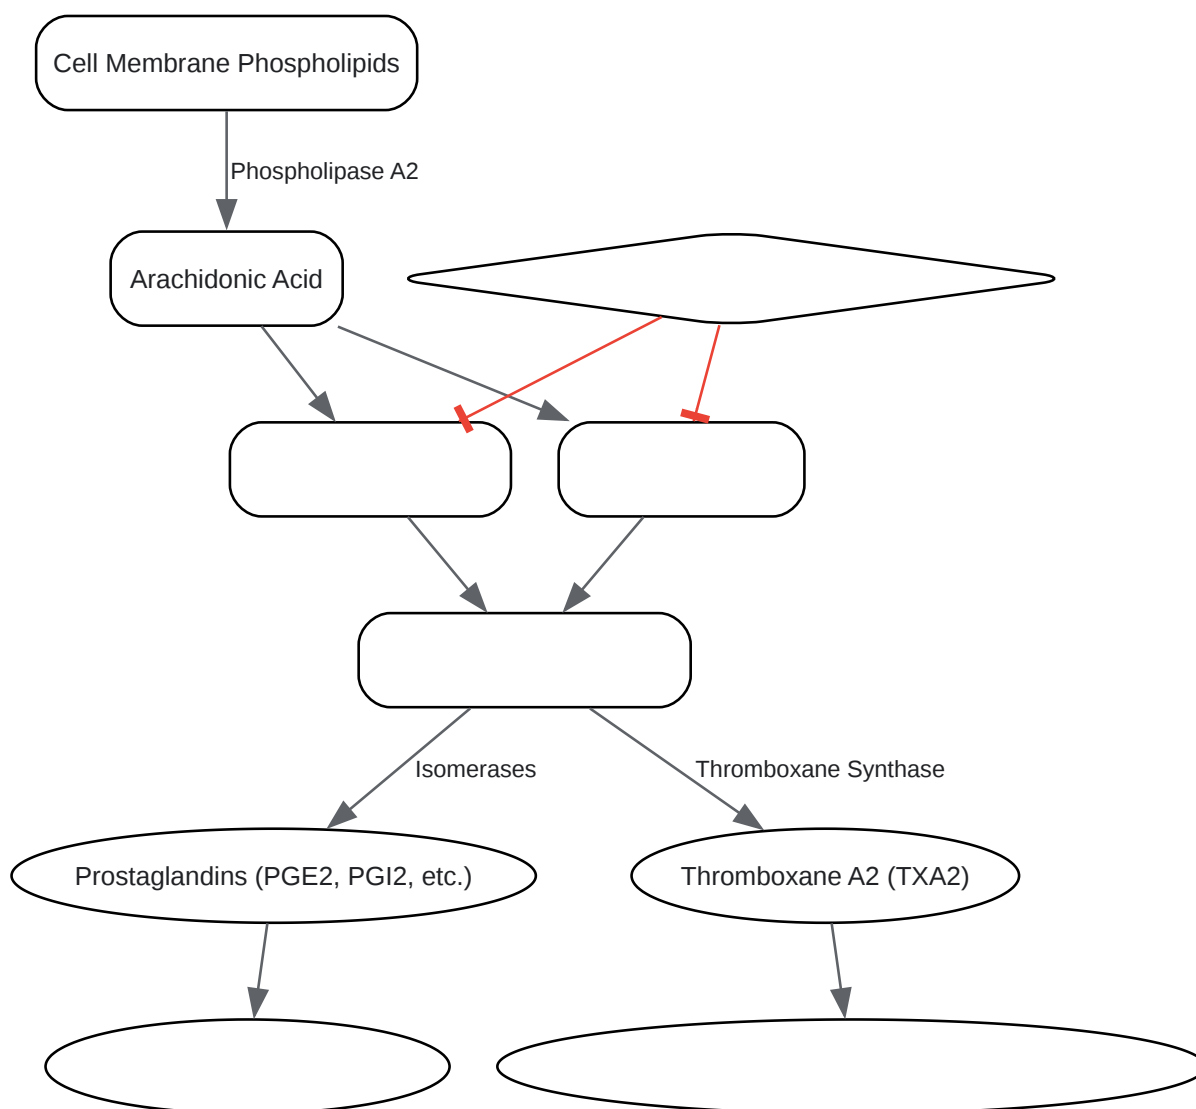 Cell Membrane Phospholipids
Phospholipase A2
Arachidonic Acid
Isomerases
Thromboxane Synthase
Prostaglandins (PGE2, PGI2, etc.)
Thromboxane A2 (TXA2)